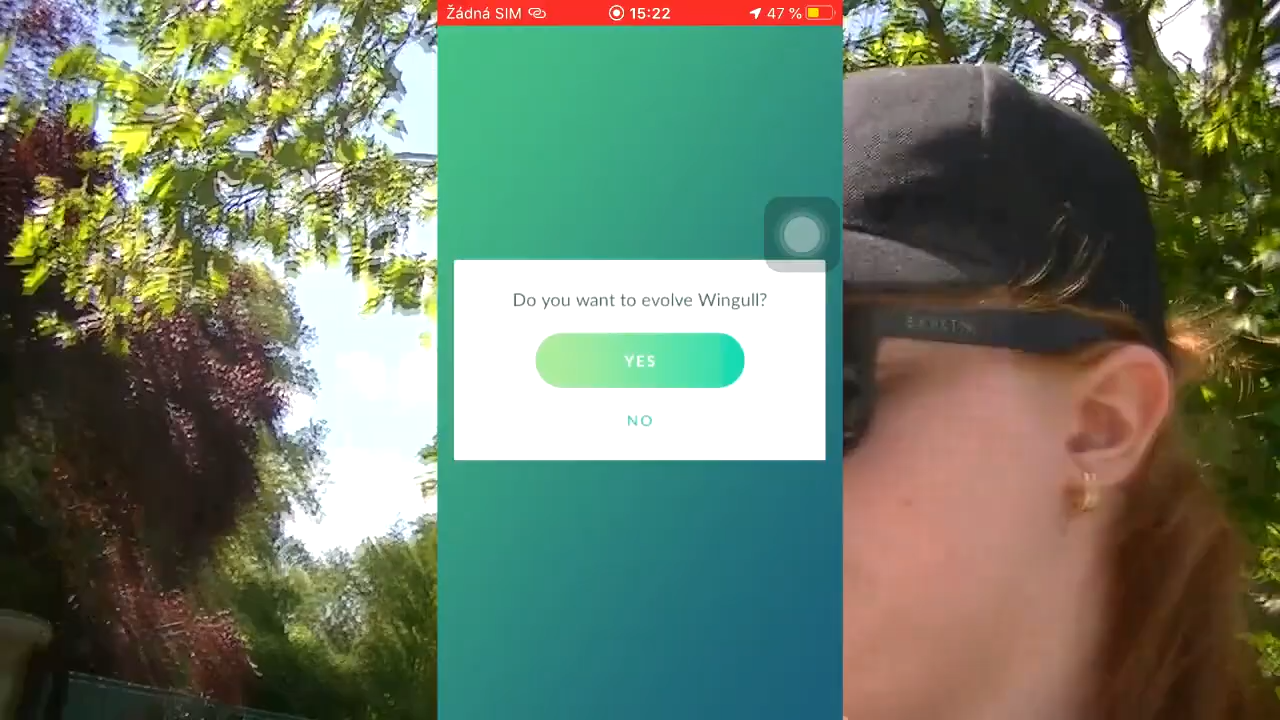 Žádná SIM 15:22 47 %
Do you want to evolve Wingull?
YES
NO